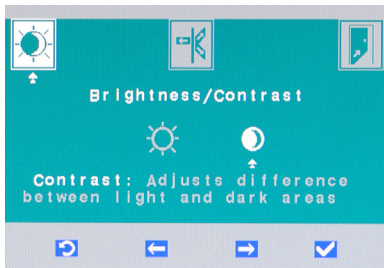 Brightness/Contrast
Contrast: Adjusts difference
between light and dark areas